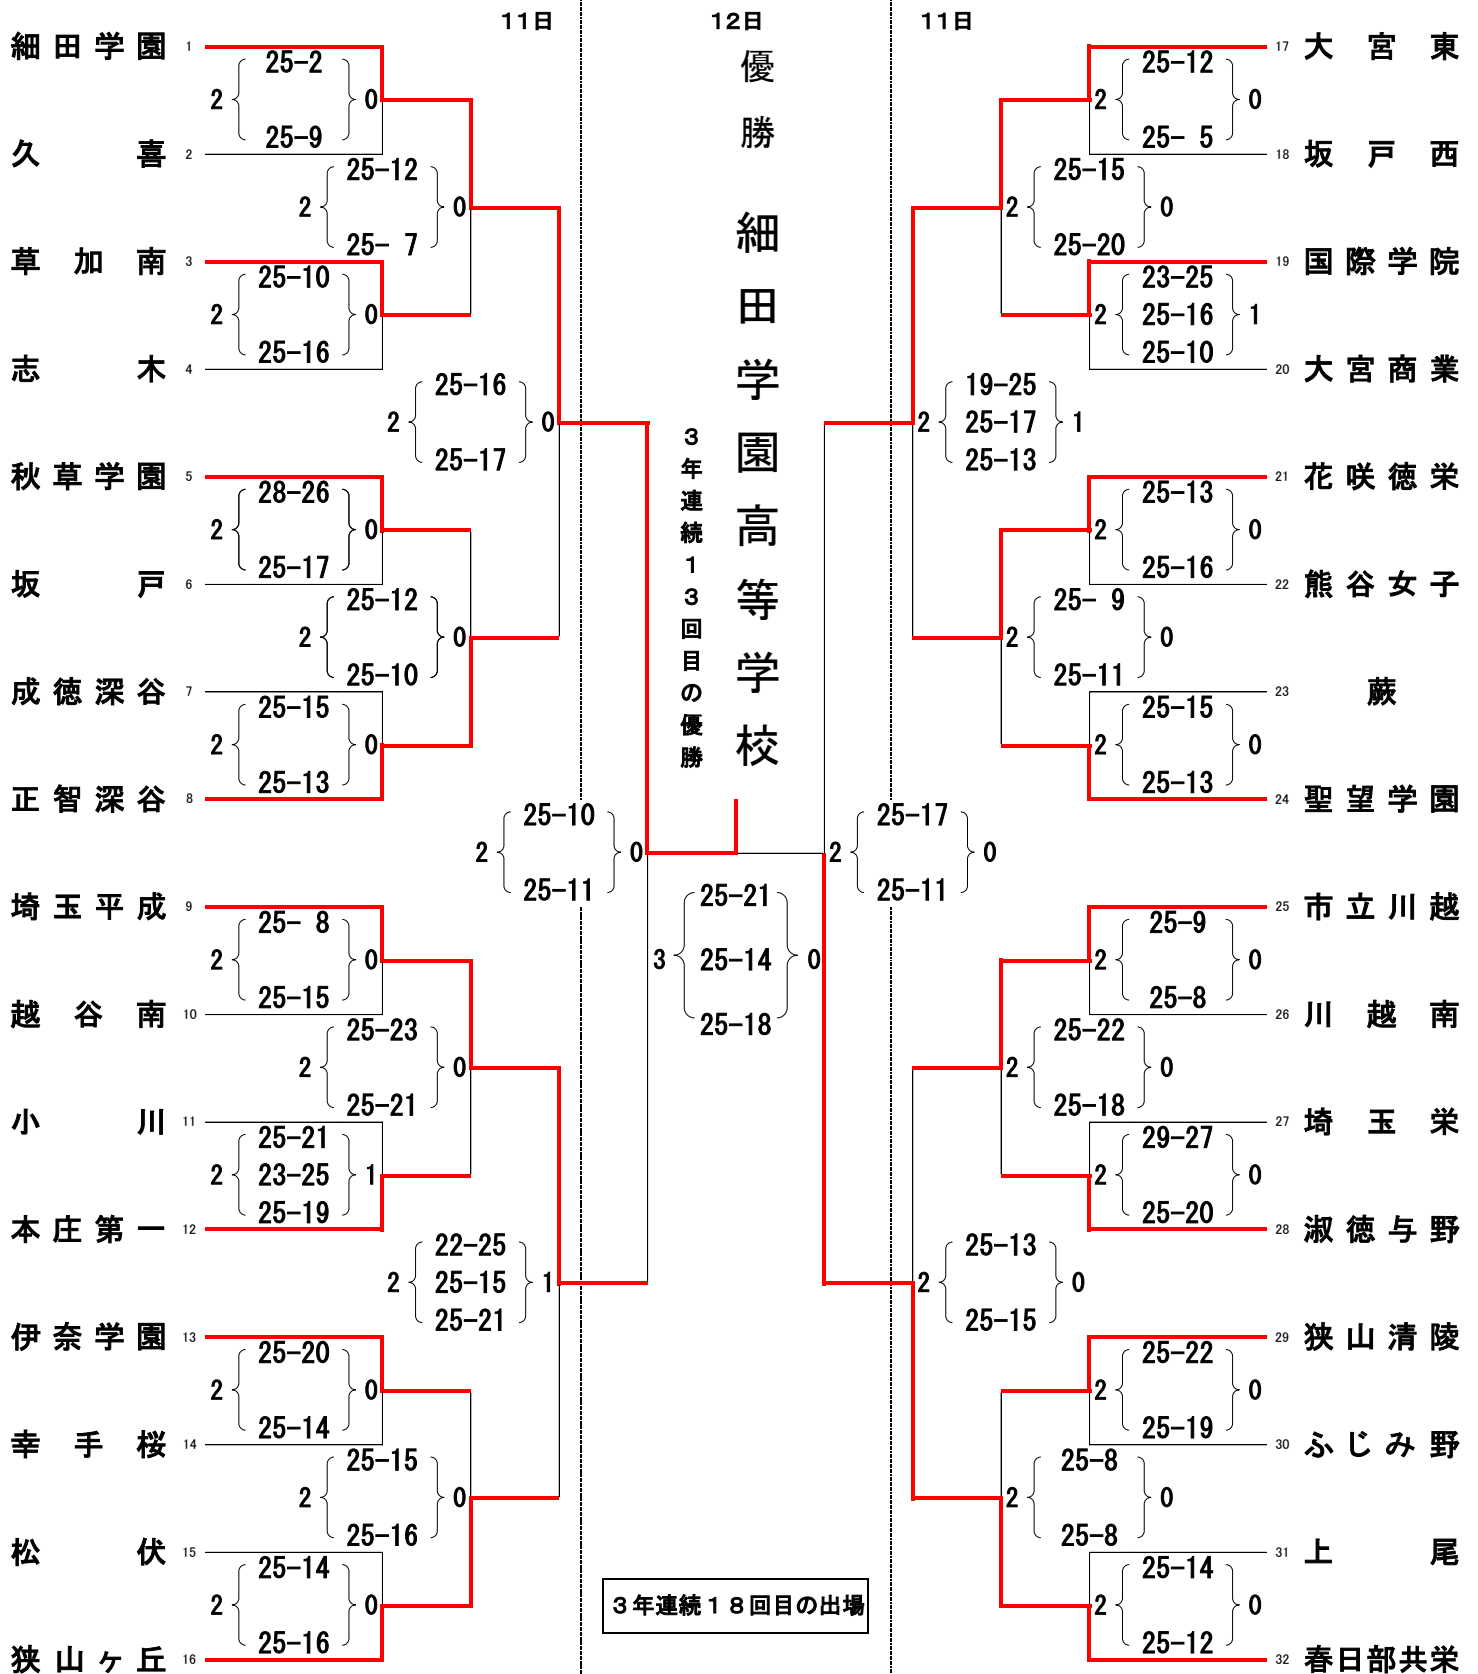 11日
12日
11日
優勝
細田学園高等学校
3年連続13回目の優勝
細田学園 1
25-2
2 0
25-9
久喜 2
25-12
2 0
25- 7
草加南 3
25-10
2 0
25-16
志木 4
25-16
2 0
25-17
秋草学園 5
28-26
2 0
25-17
坂戸 6
25-12
2 0
25-10
成徳深谷 7
25-15
2 0
25-13
正智深谷 8
25-10
2 0
25-11
埼玉平成 9
25- 8
2 0
25-15
越谷南 10
25-23
2 0
25-21
小川 11
25-21
2 23-25 1
25-19
本庄第一 12
22-25
2 25-15 1
25-21
伊奈学園 13
25-20
2 0
25-14
幸手桜 14
25-15
2 0
25-16
松伏 15
25-14
2 0
25-16
狭山ヶ丘 16
25-21
3 25-14 0
25-18
3年連続18回目の出場
17 大宮東
25-12
2 0
25- 5
18 坂戸西
25-15
2 0
25-20
19 国際学院
23-25
2 25-16 1
25-10
20 大宮商業
19-25
2 25-17 1
25-13
21 花咲徳栄
25-13
2 0
25-16
22 熊谷女子
25- 9
2 0
25-11
23 蕨
25-15
2 0
25-13
24 聖望学園
25-17
2 0
25-11
25 市立川越
25-9
2 0
25-8
26 川越南
25-22
2 0
25-18
27 埼玉栄
29-27
2 0
25-20
28 淑徳与野
25-13
2 0
25-15
29 狭山清陵
25-22
2 0
25-19
30 ふじみ野
25-8
2 0
25-8
31 上尾
25-14
2 0
25-12
32 春日部共栄